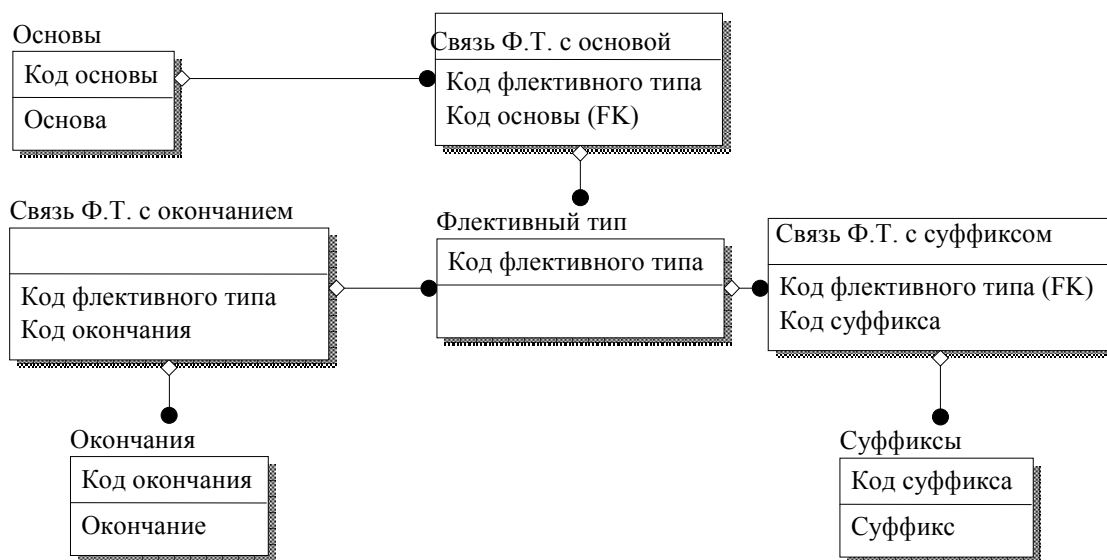 Основы
Код основы
Основа
Связь Ф.Т. с основой
Код флективного типа
Код основы (FK)
Связь Ф.Т. с окончанием
Код флективного типа
Код окончания
Флективный тип
Код флективного типа
Связь Ф.Т. с суффиксом
Код флективного типа (FK)
Код суффикса
Окончания
Код окончания
Окончание
Суффиксы
Код суффикса
Суффикс